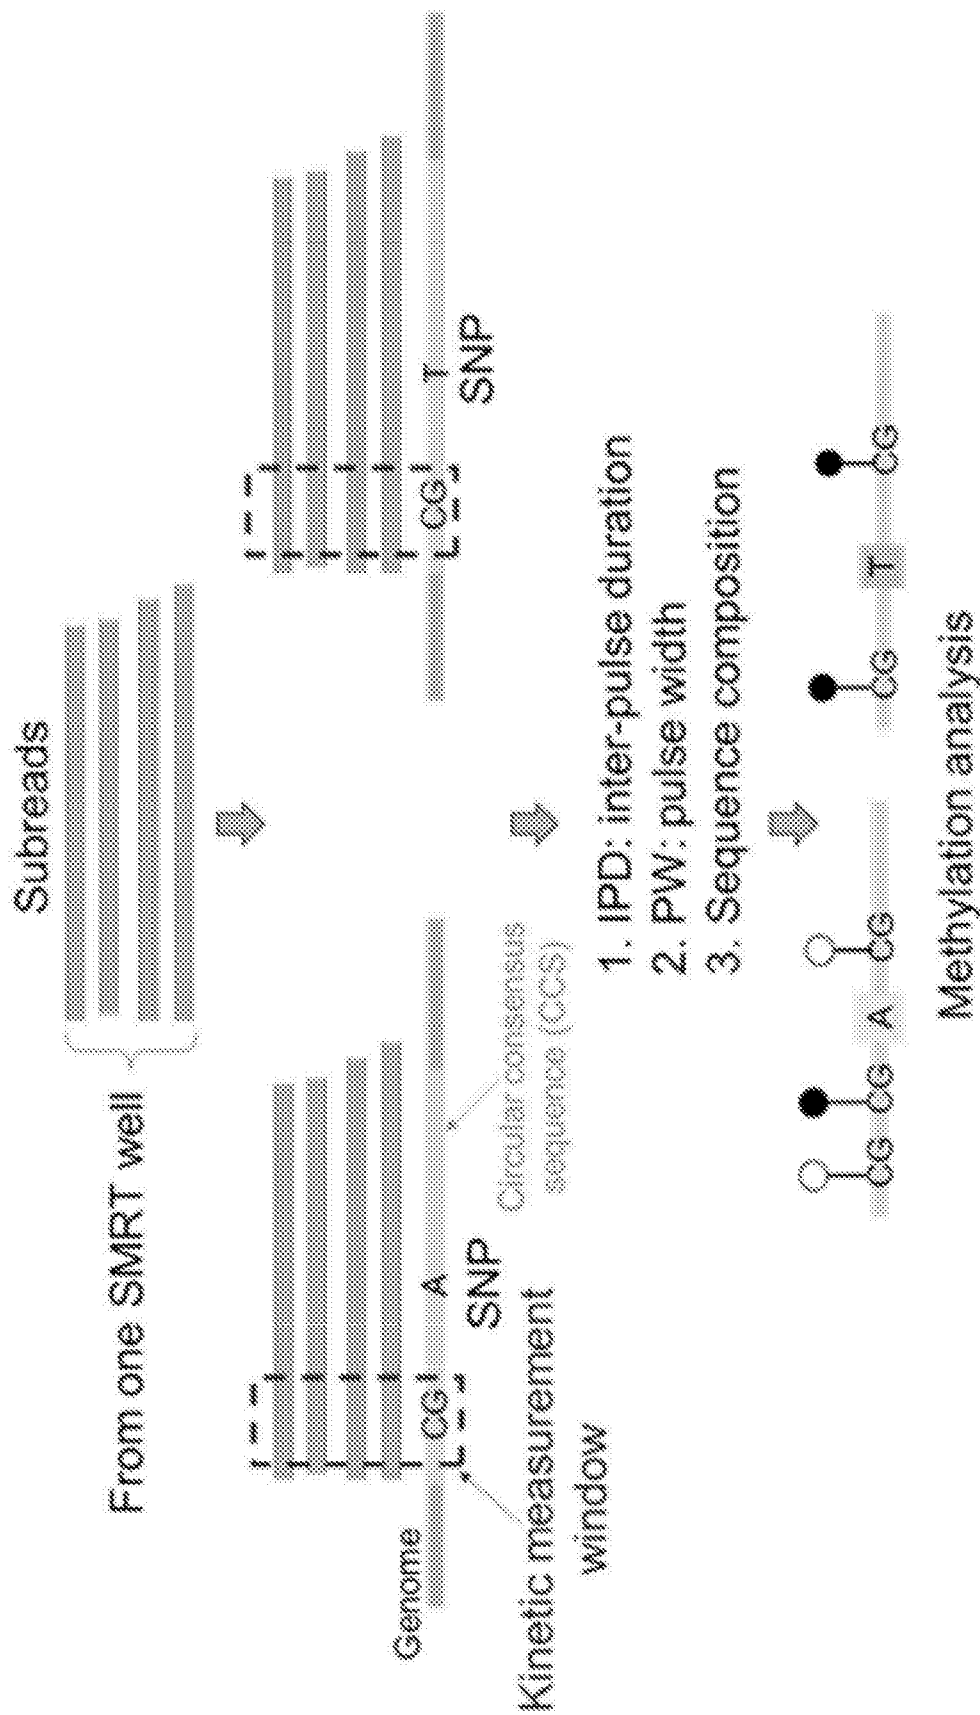 Subreads
From one SMRT well
Genome
CG
A
SNP
CG
T
SNP
Kinetic measurement
window
Circular consensus
sequence (CCS)
1. IPD: inter-pulse duration
2. PW: pulse width
3. Sequence composition
CG
CG
A
CG
CG
T
CG
Methylation analysis